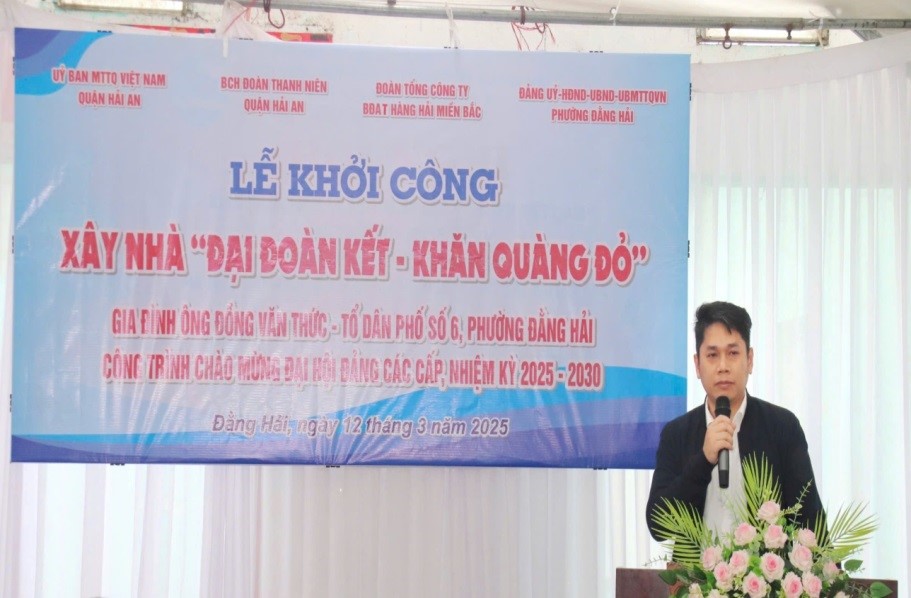 UỶ BAN MTTQ VIỆT NAM
QUẬN HẢI AN
BCH ĐOÀN THANH NIÊN
QUẬN HẢI AN
ĐOÀN TỔNG CÔNG TY
BĐAT HÀNG HẢI MIỀN BẮC
ĐẢNG UỶ-HĐND-UBND-UBMTTQVN
PHƯỜNG ĐẰNG HẢI
LỄ KHỞI CÔNG
XÂY NHÀ “ĐẠI ĐOÀN KẾT - KHĂN QUÀNG ĐỎ”
GIA ĐÌNH ÔNG ĐỒNG VĂN THỨC - TỔ DÂN PHỐ SỐ 6, PHƯỜNG ĐẰNG HẢI
CÔNG TRÌNH CHÀO MỪNG ĐẠI HỘI ĐẢNG CÁC CẤP, NHIỆM KỲ 2025 - 2030
Đằng Hải, ngày 12 tháng 3 năm 2025